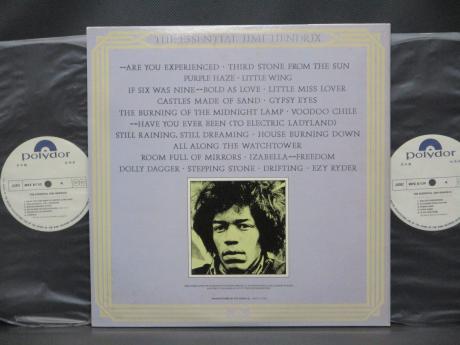 THE ESSENTIAL JIMI HENDRIX
ARE YOU EXPERIENCED · THIRD STONE FROM THE SUN
PURPLE HAZE · LITTLE WING
IF SIX WAS NINE BOLD AS LOVE · LITTLE MISS LOVER
CASTLES MADE OF SAND · GYPSY EYES
THE BURNING OF THE MIDNIGHT LAMP · VOODOO CHILE
HAVE YOU EVER BEEN (TO ELECTRIC LADYLAND)
STILL RAINING, STILL DREAMING · HOUSE BURNING DOWN
ALL ALONG THE WATCHTOWER
ROOM FULL OF MIRRORS · IZABELLA FREEDOM
DOLLY DAGGER · STEPPING STONE · DRIFTING · EZY RYDER
polydor
polydor